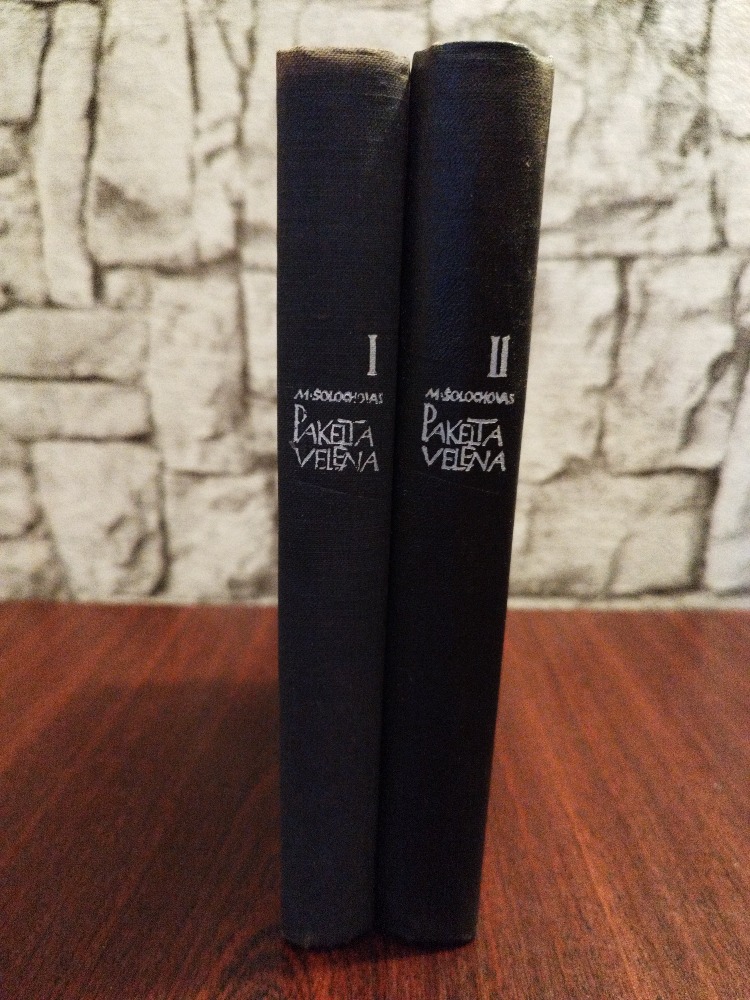 I
M. ŠOLOCHOVAS
PAKELTA
VELĖNA
II
M. ŠOLOCHOVAS
PAKELTA
VELĖNA